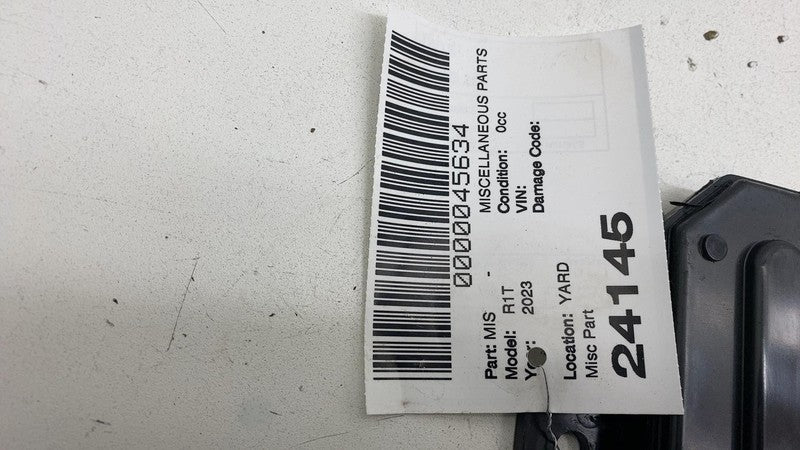 0000045634
Part: MIS - MISCELLANEOUS PARTS
Model: R1T Condition: 0cc
Year: 2023 VIN:
Damage Code:
Location: YARD
Misc Part
24145